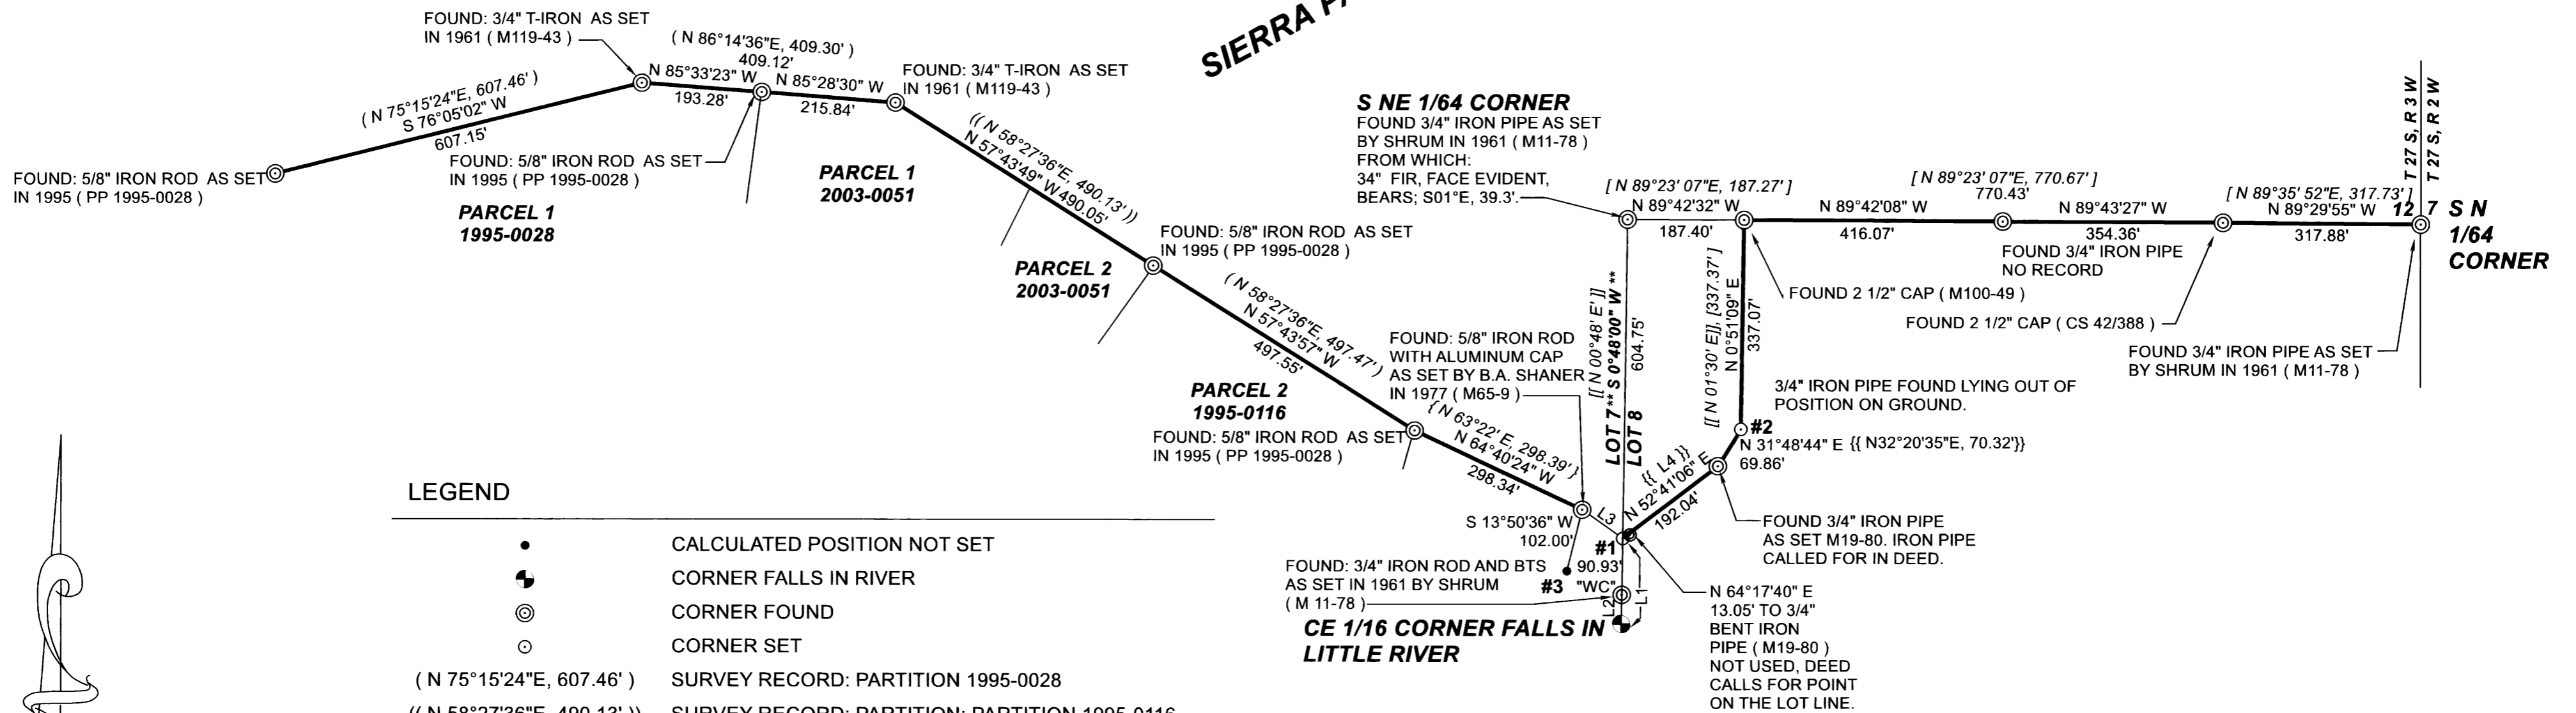 SIERRA PA
FOUND: 3/4" T-IRON AS SET
IN 1961 ( M119-43 )
( N 86°14'36"E, 409.30' )
409.12'
N 85°33'23" W
193.28'
N 85°28'30" W
215.84'
FOUND: 3/4" T-IRON AS SET
IN 1961 ( M119-43 )
( N 75°15'24"E, 607.46' )
S 76°05'02" W
607.15'
FOUND: 5/8" IRON ROD AS SET
IN 1995 ( PP 1995-0028 )
FOUND: 5/8" IRON ROD AS SET
IN 1995 ( PP 1995-0028 )
PARCEL 1
1995-0028
PARCEL 1
2003-0051
(( N 58°27'36"E, 490.13' ))
N 57°43'49" W 490.05'
FOUND: 5/8" IRON ROD AS SET
IN 1995 ( PP 1995-0028 )
PARCEL 2
2003-0051
( N 58°27'36"E, 497.47' )
N 57°43'57" W
497.55'
PARCEL 2
1995-0116
FOUND: 5/8" IRON ROD AS SET
IN 1995 ( PP 1995-0028 )
FOUND: 5/8" IRON ROD
WITH ALUMINUM CAP
AS SET BY B.A. SHANER
IN 1977 ( M65-9 )
{ N 63°22' E, 298.39' }
N 64°40'24" W
298.34'
S NE 1/64 CORNER
FOUND 3/4" IRON PIPE AS SET
BY SHRUM IN 1961 ( M11-78 )
FROM WHICH:
34" FIR, FACE EVIDENT,
BEARS; S01°E, 39.3'.
[ N 89°23' 07"E, 187.27' ]
N 89°42'32" W
187.40'
[ N 89°23' 07"E, 770.67' ]
770.43'
N 89°42'08" W
416.07'
N 89°43'27" W
354.36'
[ N 89°35' 52"E, 317.73' ]
N 89°29'55" W
317.88'
T 27 S, R 3 W
T 27 S, R 2 W
12
7
S N
1/64
CORNER
FOUND 3/4" IRON PIPE
NO RECORD
FOUND 2 1/2" CAP ( M100-49 )
FOUND 2 1/2" CAP ( CS 42/388 )
FOUND 3/4" IRON PIPE AS SET
BY SHRUM IN 1961 ( M11-78 )
[[ N 00°48' E' ]]
LOT 7 ** S 0°48'00" W **
LOT 8
604.75'
[[ N 01°30' E]], [337.37' ]
N 0°51'09" E
337.07'
3/4" IRON PIPE FOUND LYING OUT OF
POSITION ON GROUND.
#2
N 31°48'44" E {{ N32°20'35"E, 70.32'}}
69.86'
{{ L4 }}
N 52°41'06" E
192.04'
L3
S 13°50'36" W
102.00'
#1
FOUND 3/4" IRON PIPE
AS SET M19-80. IRON PIPE
CALLED FOR IN DEED.
FOUND: 3/4" IRON ROD AND BTS
AS SET IN 1961 BY SHRUM
( M 11-78 )
#3
90.93'
"WC"
L2
L1
CE 1/16 CORNER FALLS IN
LITTLE RIVER
N 64°17'40" E
13.05' TO 3/4"
BENT IRON
PIPE ( M19-80 )
NOT USED, DEED
CALLS FOR POINT
ON THE LOT LINE.
LEGEND
CALCULATED POSITION NOT SET
CORNER FALLS IN RIVER
CORNER FOUND
CORNER SET
( N 75°15'24"E, 607.46' ) SURVEY RECORD: PARTITION 1995-0028
(( N 58°27'36"E, 490.13' )) SURVEY RECORD: PARTITION: PARTITION 1995-0116